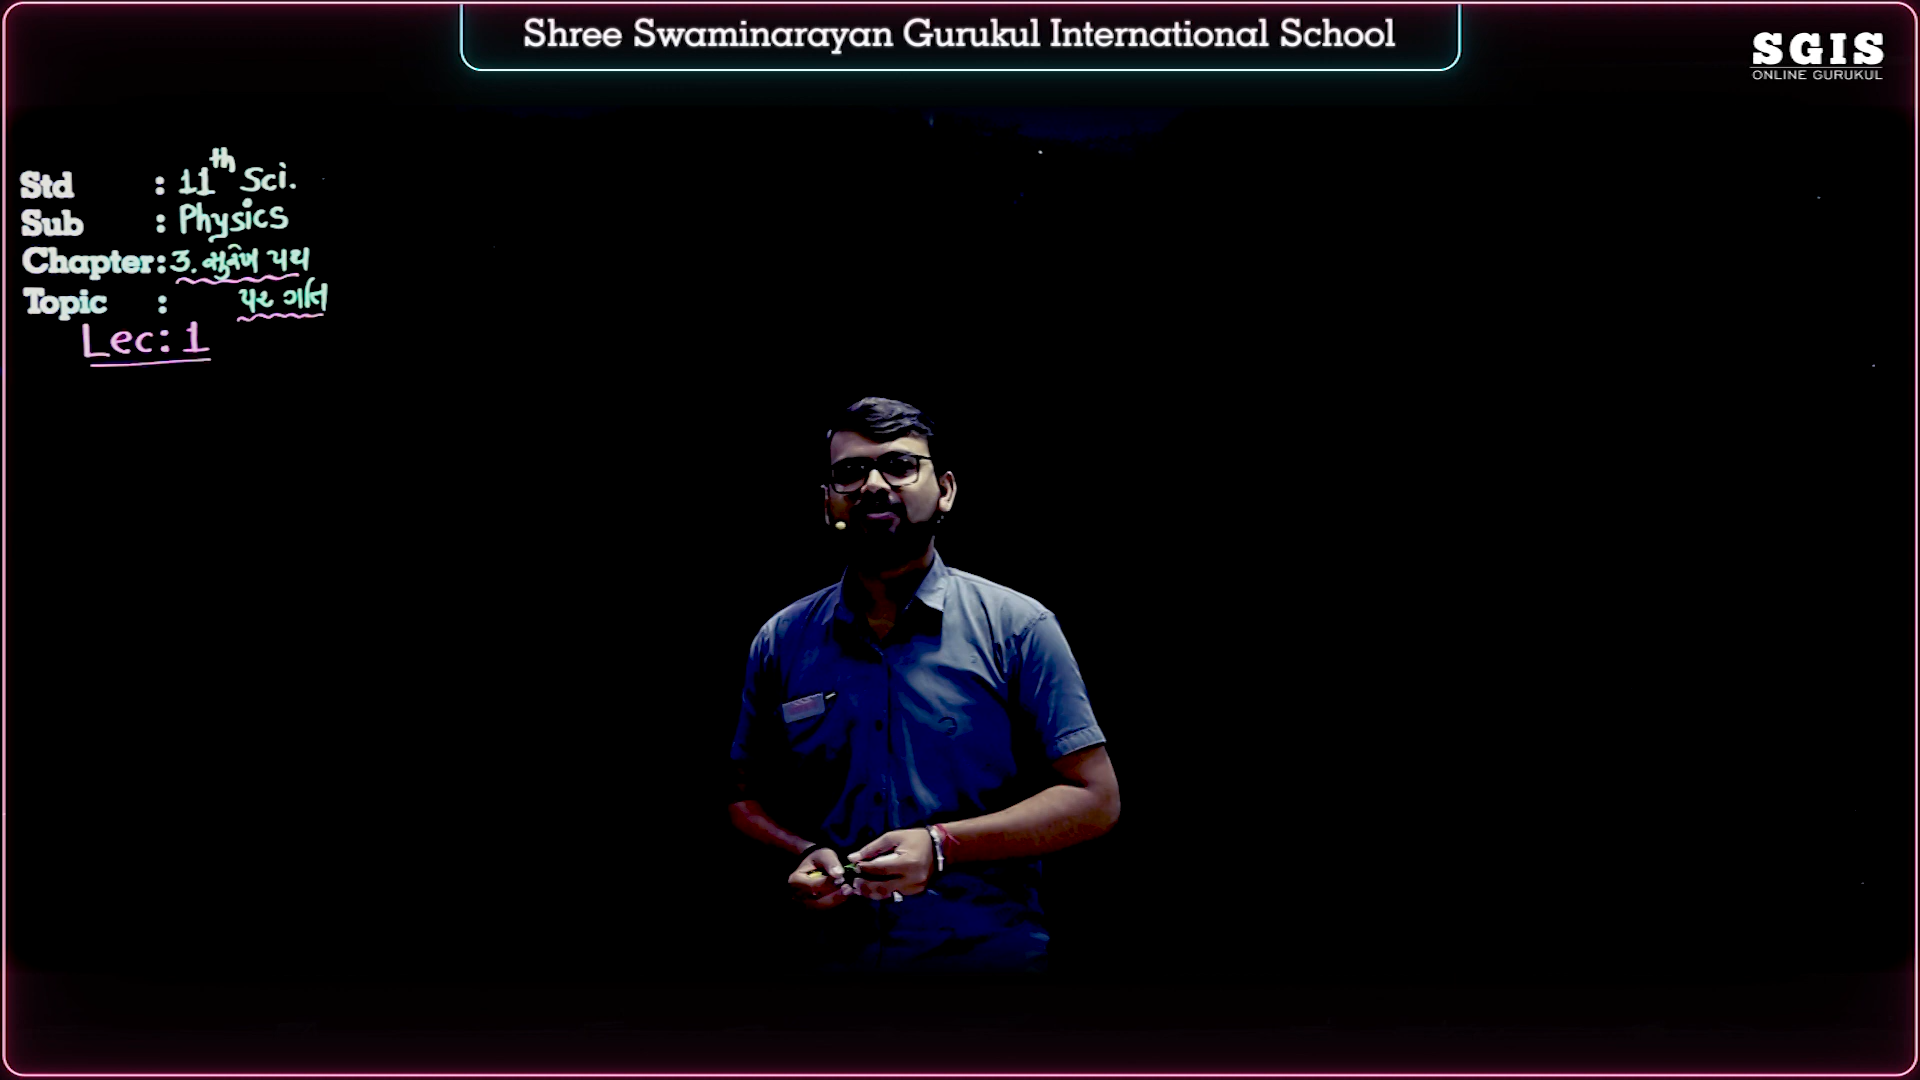 Shree Swaminarayan Gurukul International School
SGIS
ONLINE GURUKUL
Std : 11th Sci.
Sub : Physics
Chapter: 3. સુરેખ પથ
Topic : પર ગતિ
Lec: 1